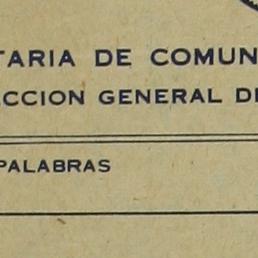 TARIA DE COMUN
CCION GENERAL DE
PALABRAS